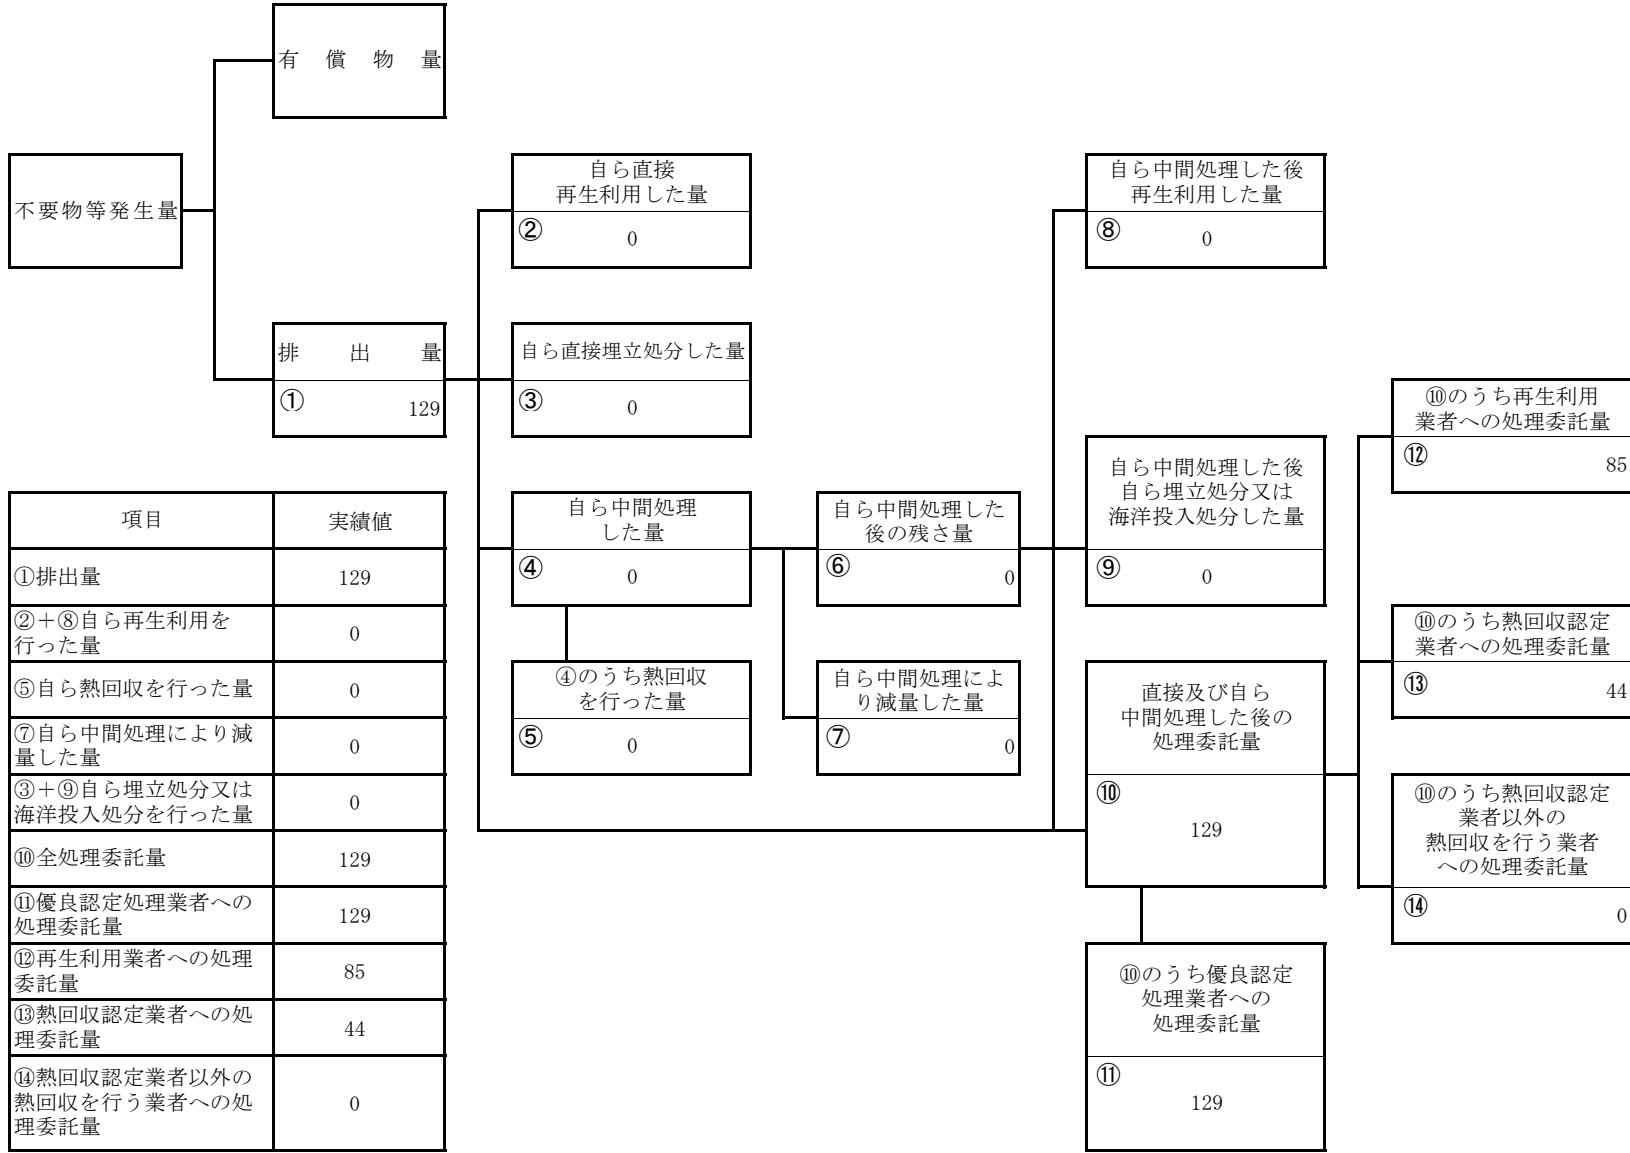 有償物量
不要物等発生量
排出量
①
129
自ら直接
再生利用した量
②
0
自ら直接埋立処分した量
③
0
自ら中間処理
した量
④
0
④のうち熱回収
を行った量
⑤
0
自ら中間処理した
後の残さ量
⑥
0
自ら中間処理によ
り減量した量
⑦
0
自ら中間処理した後
再生利用した量
⑧
0
自ら中間処理した後
自ら埋立処分又は
海洋投入処分した量
⑨
0
直接及び自ら
中間処理した後の
処理委託量
⑩
129
⑩のうち優良認定
処理業者への
処理委託量
⑪
129
⑩のうち再生利用
業者への処理委託量
⑫
85
⑩のうち熱回収認定
業者への処理委託量
⑬
44
⑩のうち熱回収認定
業者以外の
熱回収を行う業者
への処理委託量
⑭
0
項目 実績値
①排出量 129
②＋⑧自ら再生利用を
行った量
0
⑤自ら熱回収を行った量 0
⑦自ら中間処理により減
量した量
0
③＋⑨自ら埋立処分又は
海洋投入処分を行った量
0
⑩全処理委託量 129
⑪優良認定処理業者への
処理委託量
129
⑫再生利用業者への処理
委託量
85
⑬熱回収認定業者への処
理委託量
44
⑭熱回収認定業者以外の
熱回収を行う業者への処
理委託量
0